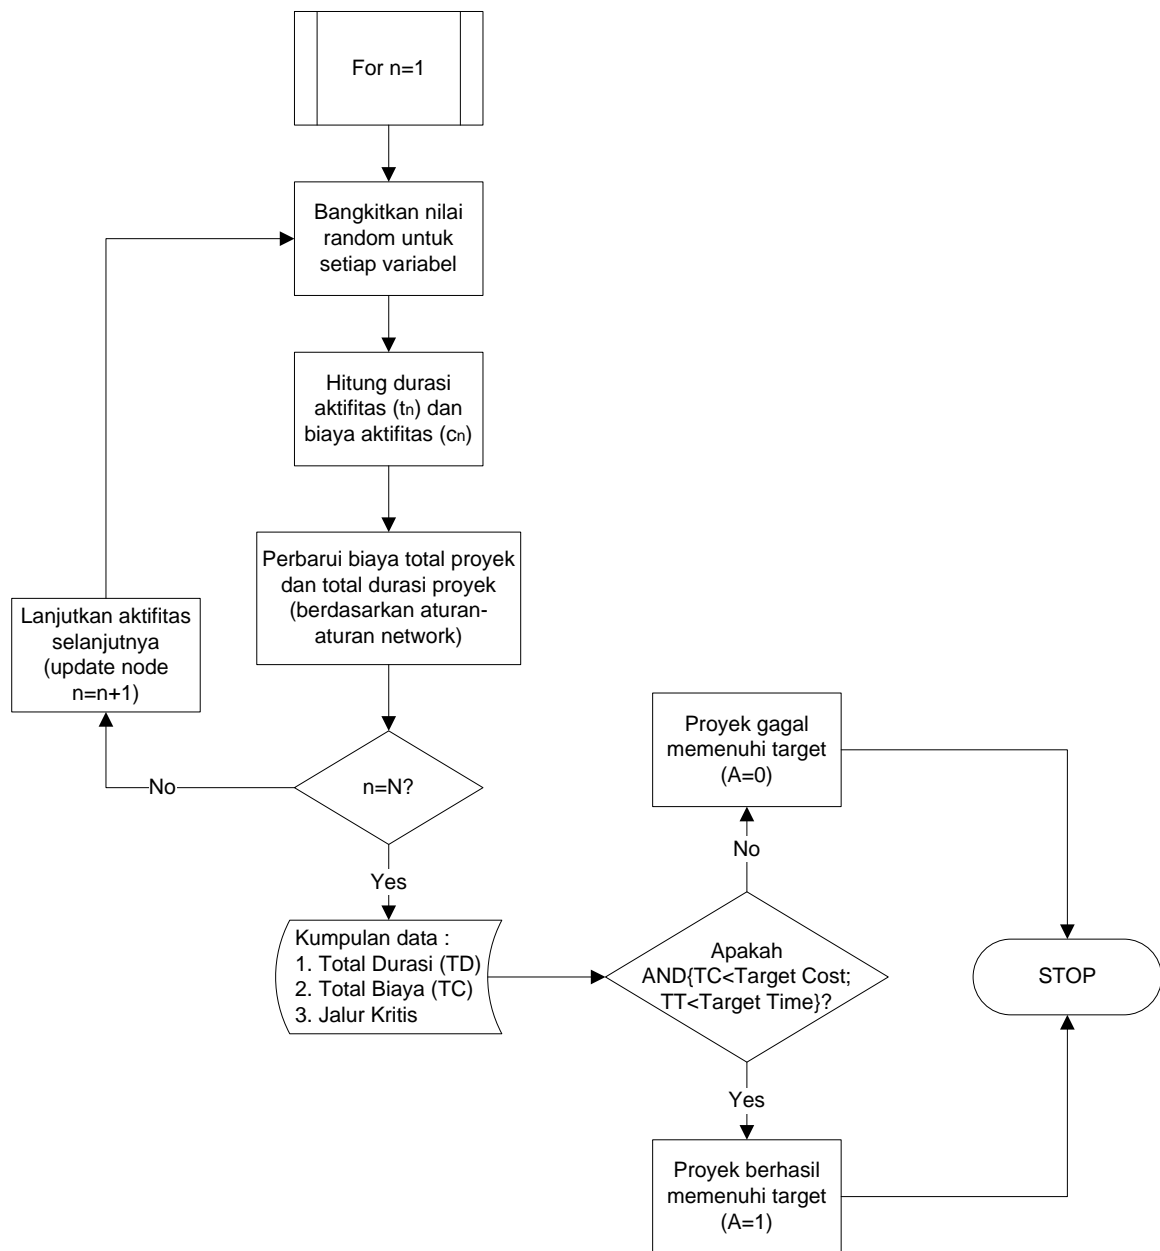 For n=1
Bangkitkan nilai
random untuk
setiap variabel
Hitung durasi
aktifitas (tn) dan
biaya aktifitas (cn)
Perbarui biaya total proyek
dan total durasi proyek
(berdasarkan aturan-
aturan network)
Lanjutkan aktifitas
selanjutnya
(update node
n=n+1)
n=N?
No
Yes
Kumpulan data :
1. Total Durasi (TD)
2. Total Biaya (TC)
3. Jalur Kritis
Apakah
AND{TC<Target Cost;
TT<Target Time}?
No
Proyek gagal
memenuhi target
(A=0)
Yes
Proyek berhasil
memenuhi target
(A=1)
STOP